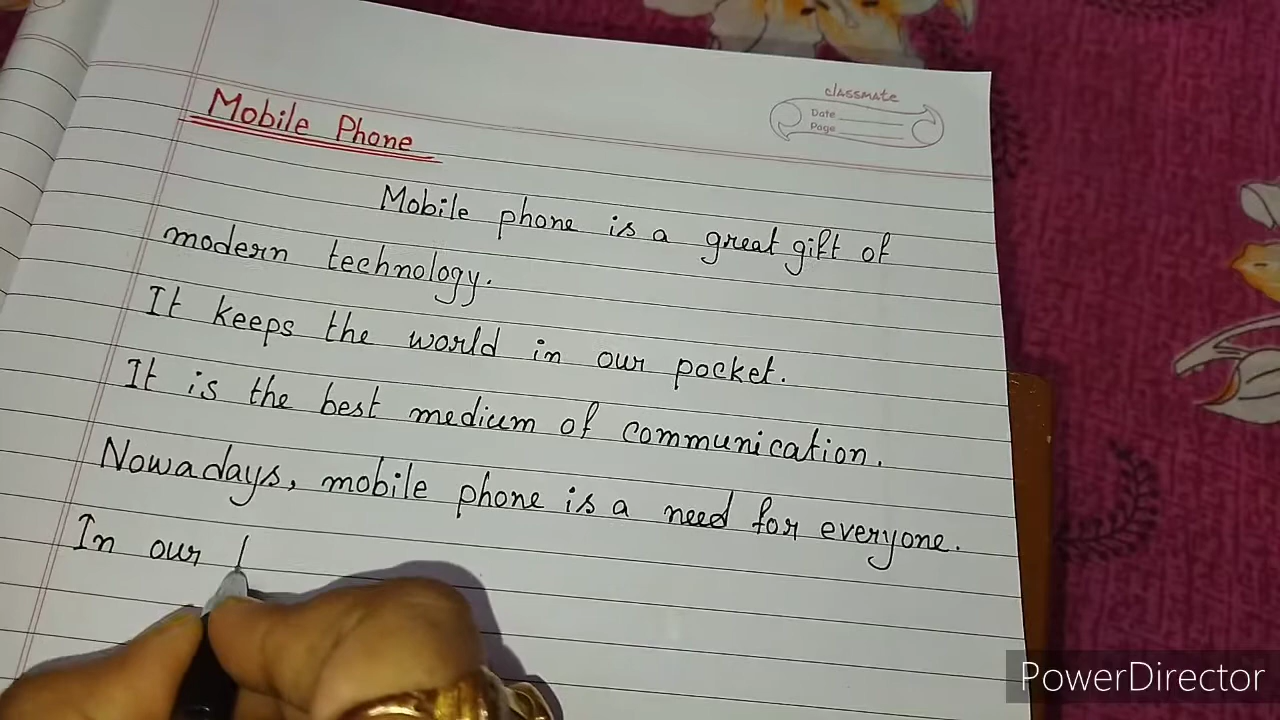 classmate
Date
Page
Mobile Phone
Mobile phone is a great gift of
modern technology.
It keeps the world in our pocket.
It is the best medium of communication.
Nowadays, mobile phone is a need for everyone.
In our
PowerDirector